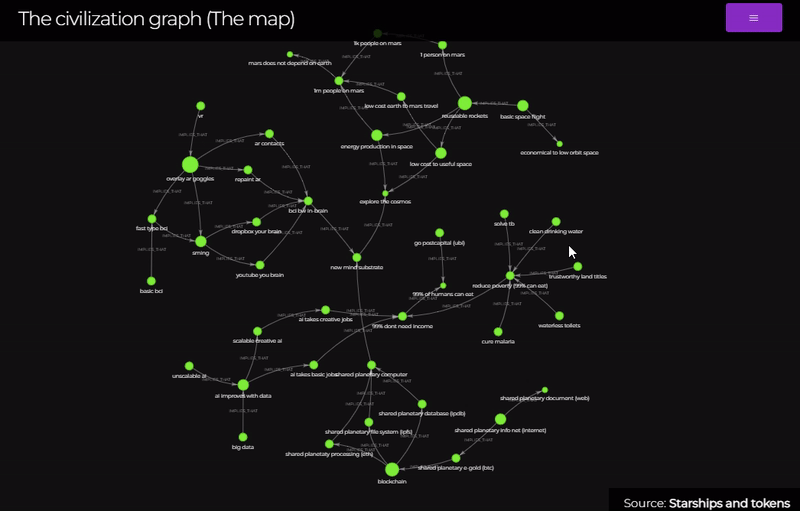 The civilization graph (The map)
1k people on mars
1 person on mars
mars does not depend on earth
1m people on mars
low cost earth to mars travel
reuseable rockets
basic space flight
vr
ar contacts
energy production in space
economical to low orbit space
low cost to useful space
overlay ar goggles
repaint ar
explore the cosmos
bci bw in brain
fast type bci
dropbox your brain
solve tb
clean drinking water
sming
go postcapital (ubi)
youtube you brain
new mind substrate
trustworthy land titles
basic bci
reduce poverty (99% can eat)
99% of humans can eat
ai takes creative jobs
99% dont need income
waterless toilets
scalable creative ai
cure malaria
unscalable ai
ai takes basic jobs
shared planetary computer
ai improves with data
shared planetary document (web)
shared planetary database (ipdb)
shared planetary file system (ipfs)
shared planetary info net (internet)
big data
shared planetaty processing (eth)
shared planetary e-gold (btc)
blockchain
Source: Starships and tokens